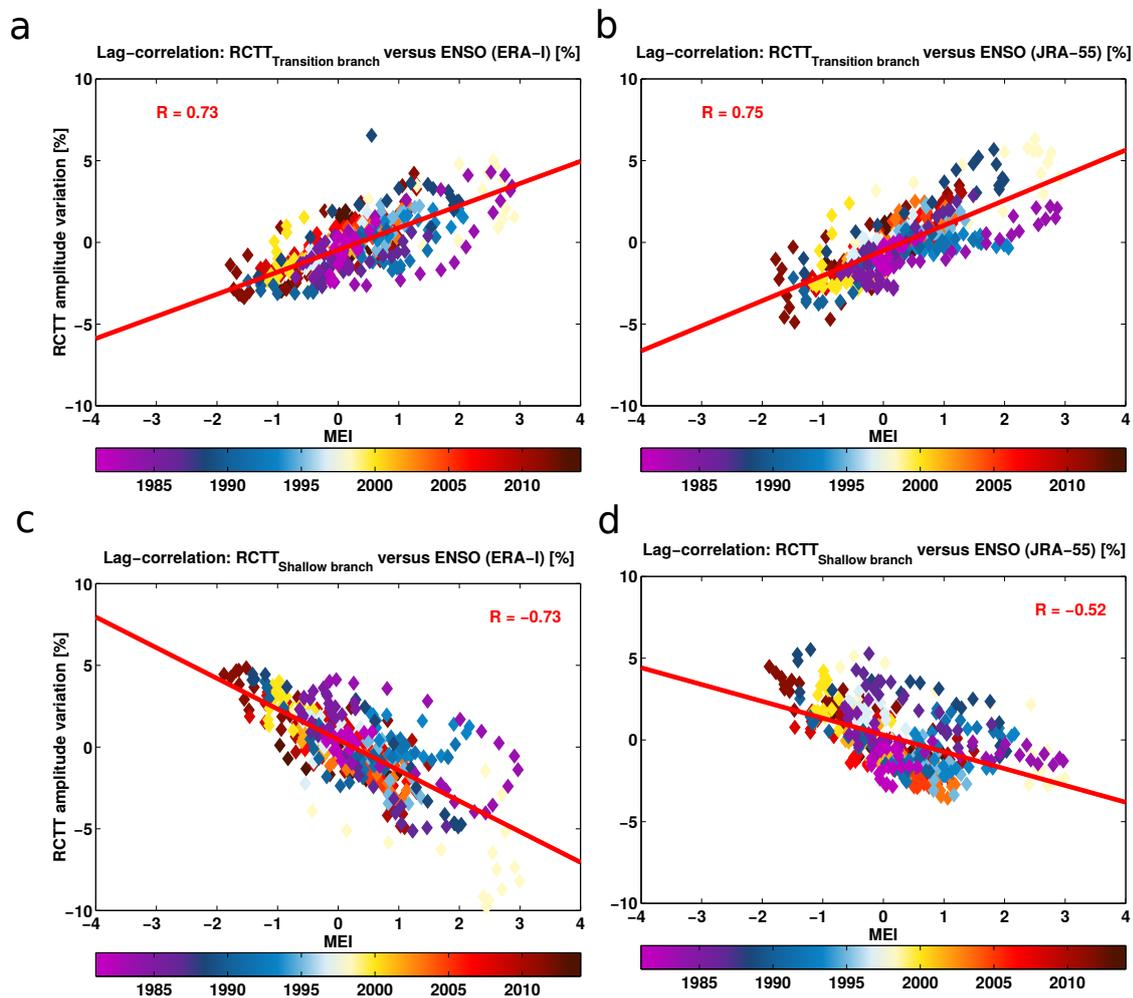 a
Lag−correlation: RCTT Transition branch versus ENSO (ERA−I) [%]
R = 0.73
RCTT amplitude variation [%]
10
5
0
−5
−10
−4 −3 −2 −1 0 1 2 3 4
MEI
1985 1990 1995 2000 2005 2010
b
Lag−correlation: RCTT Transition branch versus ENSO (JRA−55) [%]
R = 0.75
10
5
0
−5
−10
−4 −3 −2 −1 0 1 2 3 4
MEI
1985 1990 1995 2000 2005 2010
c
Lag−correlation: RCTT Shallow branch versus ENSO (ERA−I) [%]
R = −0.73
RCTT amplitude variation [%]
10
5
0
−5
−10
−4 −3 −2 −1 0 1 2 3 4
MEI
1985 1990 1995 2000 2005 2010
d
Lag−correlation: RCTT Shallow branch versus ENSO (JRA−55) [%]
R = −0.52
10
5
0
−5
−10
−4 −3 −2 −1 0 1 2 3 4
MEI
1985 1990 1995 2000 2005 2010